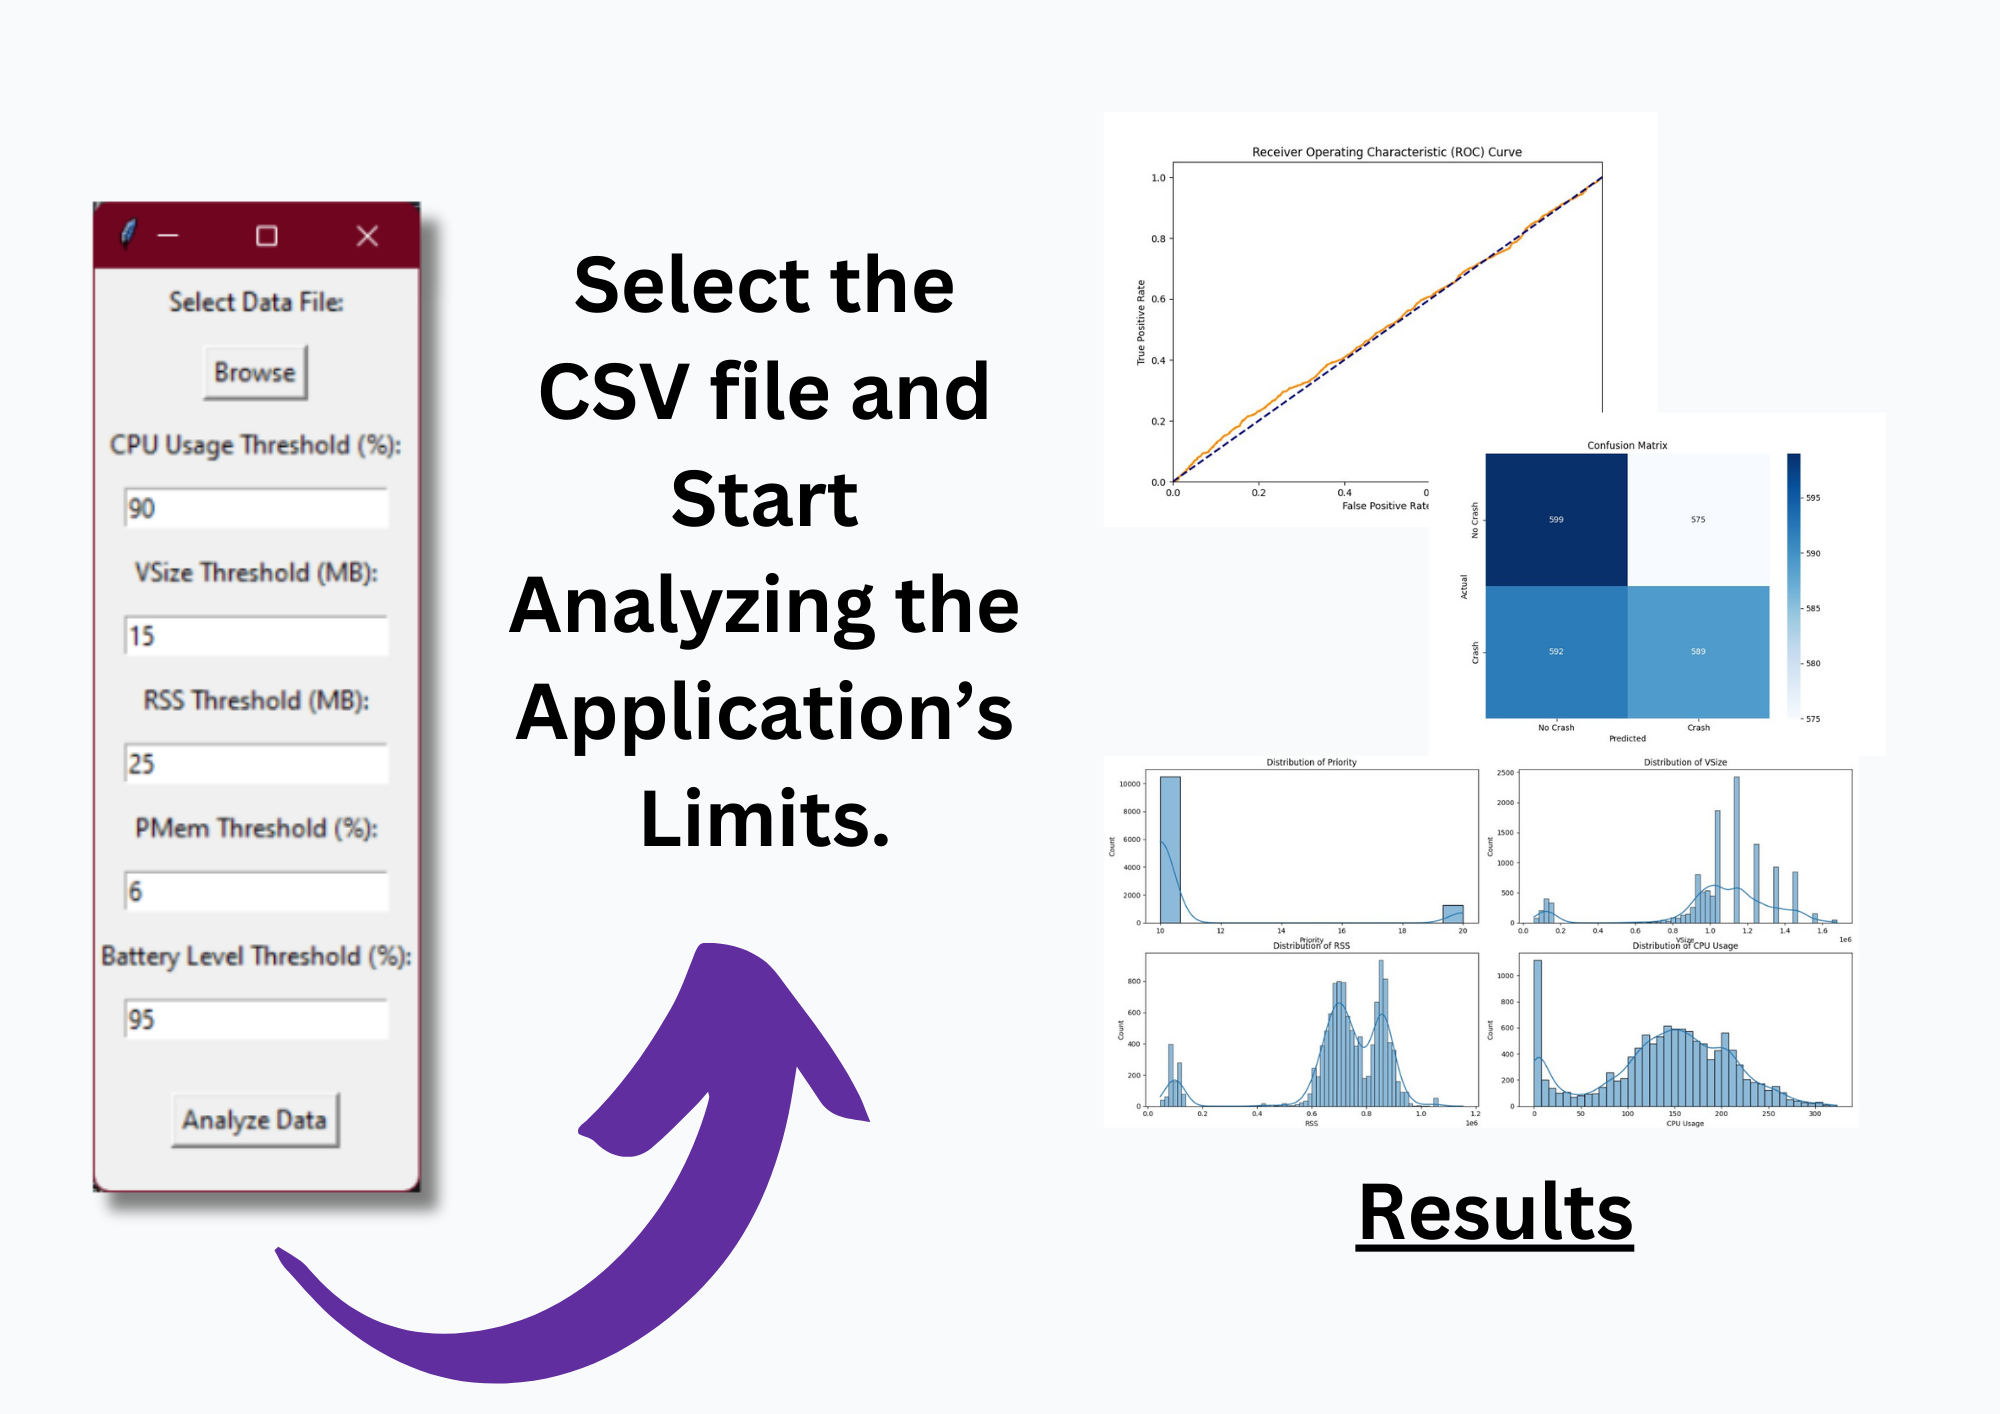 Select Data File:
Browse
CPU Usage Threshold (%):
90
VSize Threshold (MB):
15
RSS Threshold (MB):
25
PMem Threshold (%):
6
Battery Level Threshold (%):
95
Analyze Data
Select the
CSV file and
Start
Analyzing the
Application’s
Limits.
Receiver Operating Characteristic (ROC) Curve
True Positive Rate
1.0
0.8
0.6
0.4
0.2
0.0
0.0 0.2 0.4 0
False Positive Rate
Confusion Matrix
Actual
No Crash
Crash
599 575
592 589
No Crash Crash
Predicted
595
590
585
580
575
Distribution of Priority
Count
10000
8000
6000
4000
2000
0
10 12 14 16 18 20
Priority
Distribution of VSize
Count
2500
2000
1500
1000
500
0
0.0 0.2 0.4 0.6 0.8 1.0 1.2 1.4 1.6
1e6
VSize
Distribution of RSS
Count
800
600
400
200
0
0.0 0.2 0.4 0.6 0.8 1.0 1.2
1e6
RSS
Distribution of CPU Usage
Count
1000
800
600
400
200
0
0 50 100 150 200 250 300
CPU Usage
Results